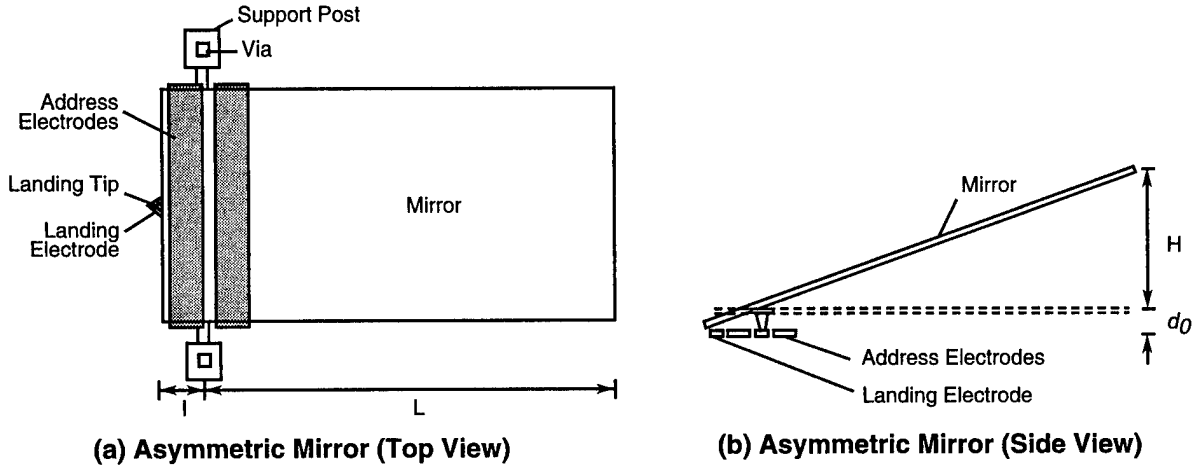 Support Post
Via
Address
Electrodes
Landing Tip
Landing
Electrode
Mirror
l
L
(a) Asymmetric Mirror (Top View)
Mirror
H
d0
Address Electrodes
Landing Electrode
(b) Asymmetric Mirror (Side View)